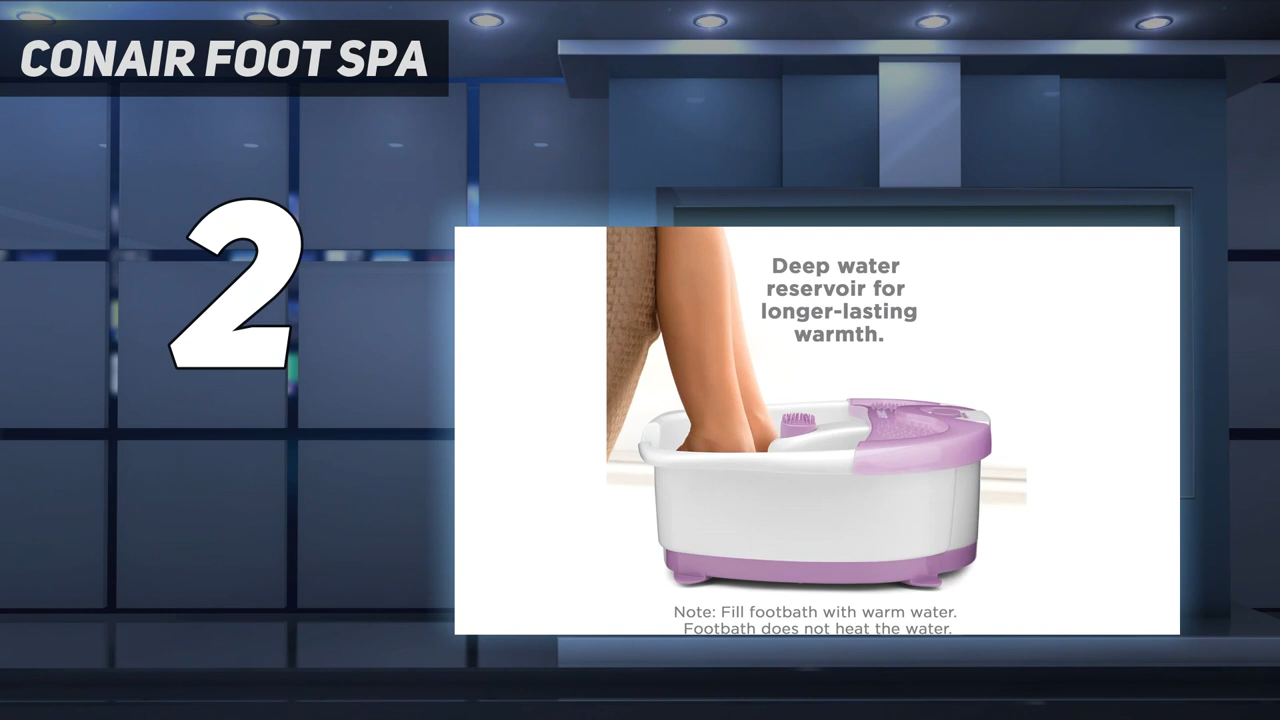 CONAIR FOOT SPA
2
Deep water
reservoir for
longer-lasting
warmth.
Note: Fill footbath with warm water.
Footbath does not heat the water.